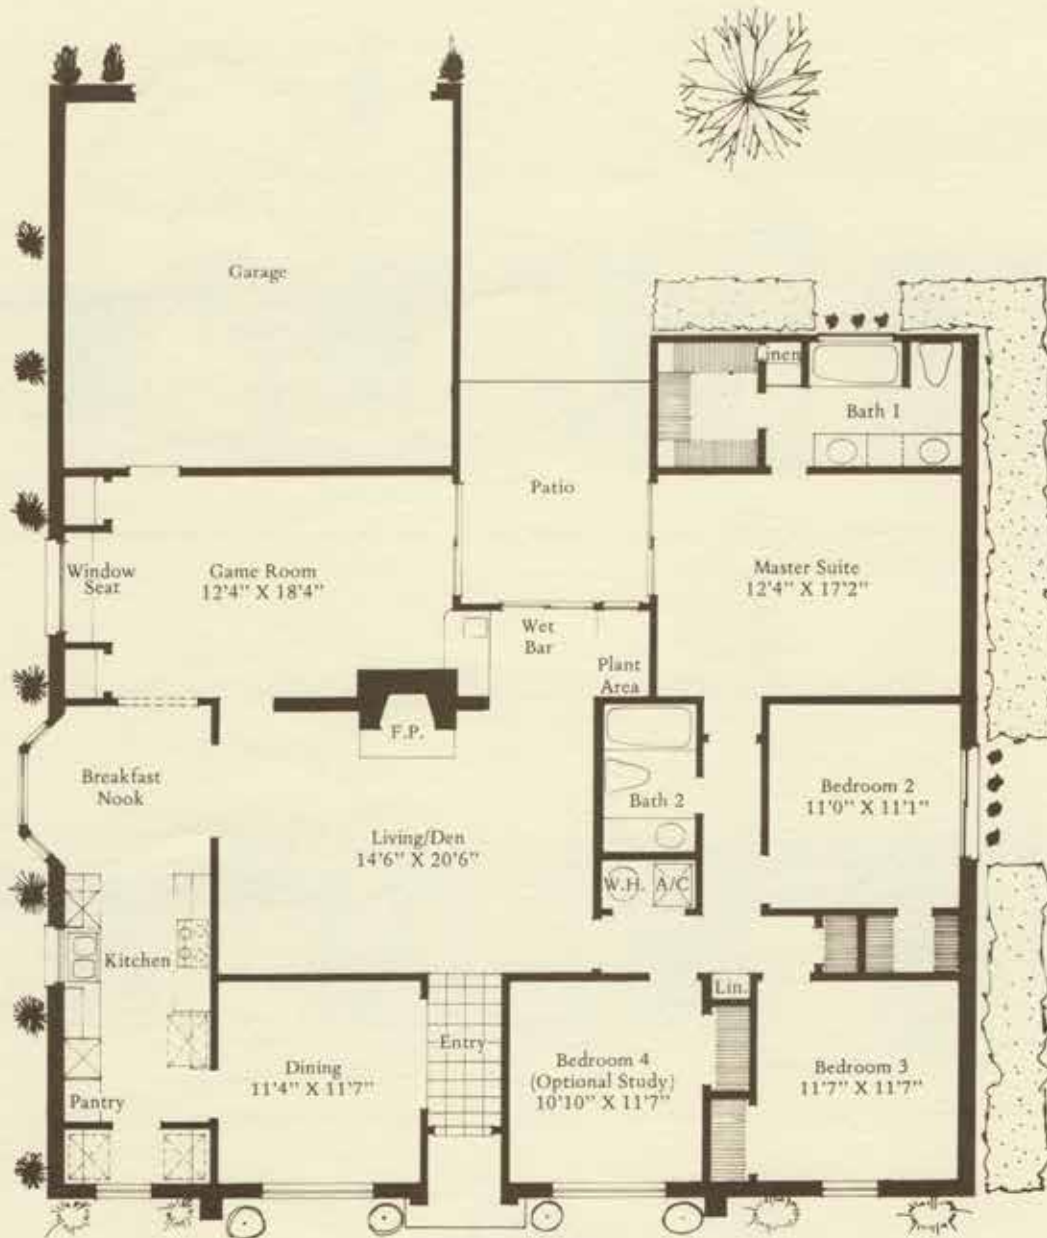 Garage
Linen
Bath 1
Patio
Window
Seat
Game Room
12'4" X 18'4"
Master Suite
12'4" X 17'2"
Wet
Bar
Plant
Area
F.P.
Breakfast
Nook
Bath 2
Bedroom 2
11'0" X 11'1"
Living/Den
14'6" X 20'6"
W.H.
A/C
Kitchen
Lin.
Entry
Dining
11'4" X 11'7"
Bedroom 4
(Optional Study)
10'10" X 11'7"
Bedroom 3
11'7" X 11'7"
Pantry